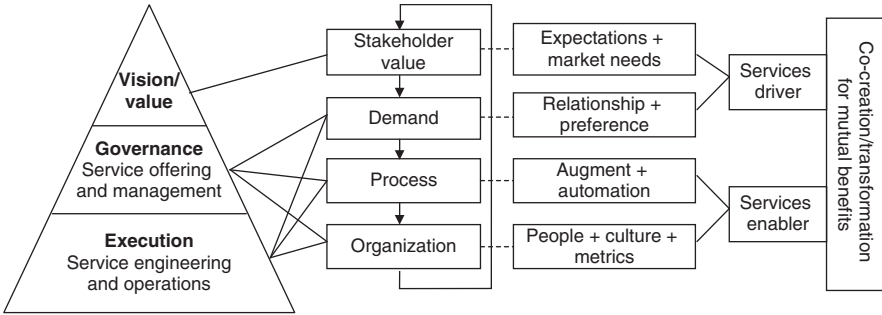 Vision/
value
Governance
Service offering
and management
Execution
Service engineering
and operations
Stakeholder
value
Demand
Process
Organization
Expectations +
market needs
Relationship +
preference
Augment +
automation
People + culture +
metrics
Services
driver
Services
enabler
Co-creation/transformation
for mutual benefits